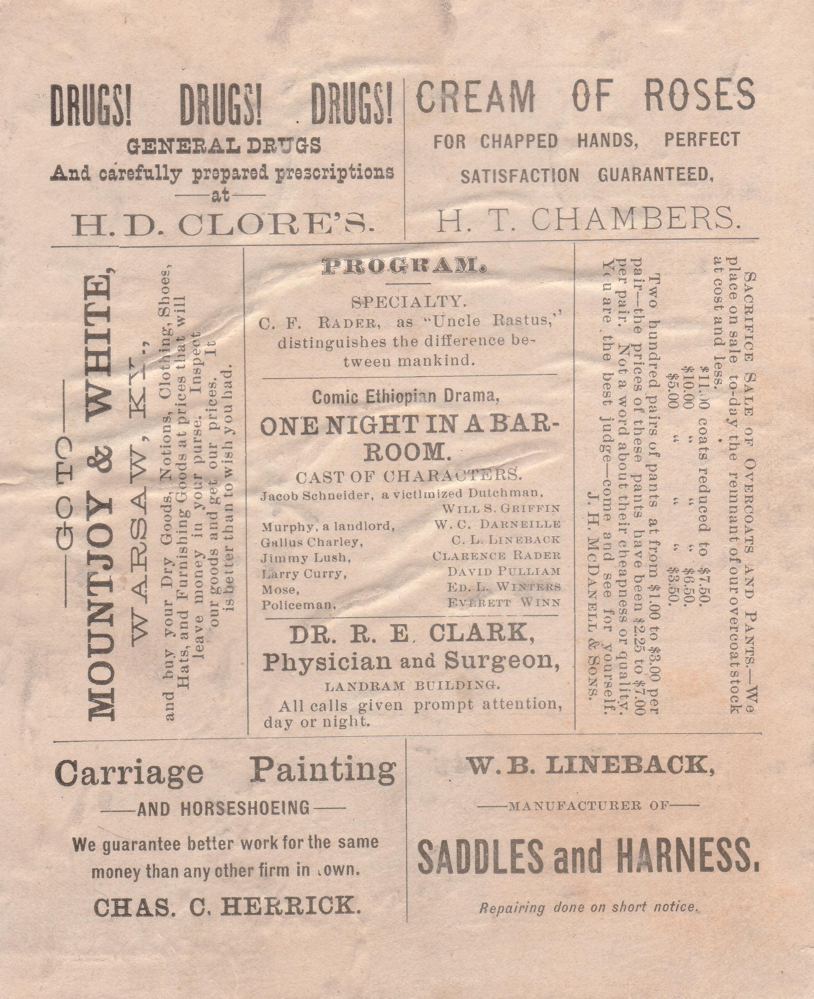 DRUGS! DRUGS! DRUGS!
GENERAL DRUGS
And carefully prepared prescriptions
—at—
H. D. CLORE'S.
CREAM OF ROSES
FOR CHAPPED HANDS, PERFECT
SATISFACTION GUARANTEED,
H. T. CHAMBERS.
—GO TO—
MOUNTJOY & WHITE,
WARSAW, KY.,
and buy your Dry Goods, Notions, Clothing, Shoes,
Hats, and Furnishing Goods at prices that will
leave money in your purse. Inspect
our goods and get our prices. It
is better than to wish you had.
PROGRAM.
SPECIALTY.
C. F. RADER, as "Uncle Rastus,"
distinguishes the difference be-
tween mankind.
Comic Ethiopian Drama,
ONE NIGHT IN A BAR-
ROOM.
CAST OF CHARACTERS.
Jacob Schneider, a victimized Dutchman,
WILL S. GRIFFIN
Murphy, a landlord, W. C. DARNEILLE
Gallus Charley, C. L. LINEBACK
Jimmy Lush, CLARENCE RADER
Larry Curry, DAVID PULLIAM
Mose, ED. L. WINTERS
Policeman, EVERETT WINN
DR. R. E. CLARK,
Physician and Surgeon,
LANDRAM BUILDING.
All calls given prompt attention,
day or night.
SACRIFICE SALE OF OVERCOATS AND PANTS.—We
place on sale to-day the remnant of our overcoat stock
at cost and less.
$11.00 coats reduced to $7.50.
$10.00 " " " $6.50.
$5.00 " " " $3.50.
Two hundred pairs of pants at from $1.00 to $3.00 per
pair—the prices of these pants have been $2.25 to $7.00
per pair. Not a word about their cheapness or quality.
You are the best judge—come and see for yourself.
J. H. McDANELL & SONS.
Carriage Painting
—AND HORSESHOEING—
We guarantee better work for the same
money than any other firm in town.
CHAS. C. HERRICK.
W. B. LINEBACK,
—MANUFACTURER OF—
SADDLES and HARNESS.
Repairing done on short notice.